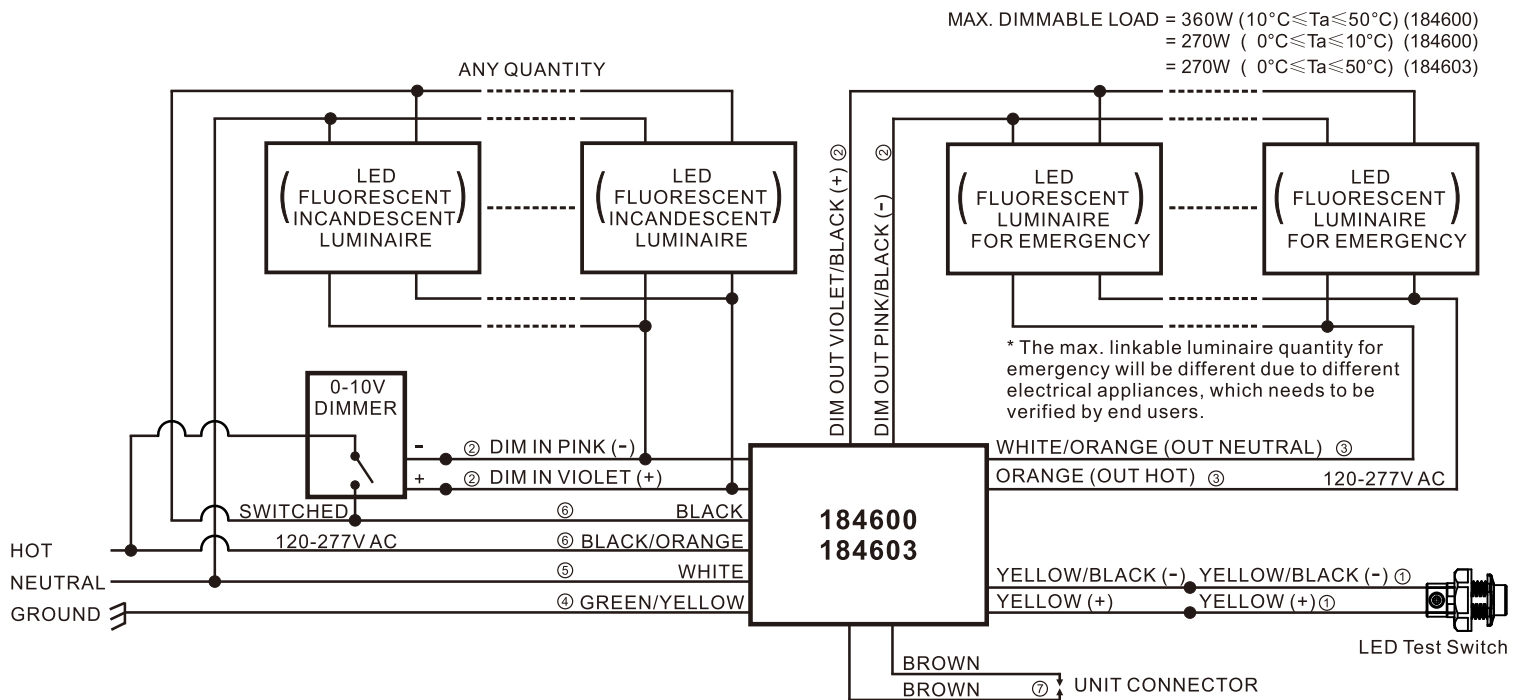 MAX. DIMMABLE LOAD = 360W (10°C≤Ta≤50°C) (184600)
= 270W ( 0°C≤Ta≤10°C) (184600)
= 270W ( 0°C≤Ta≤50°C) (184603)
ANY QUANTITY
(LED
FLUORESCENT
INCANDESCENT)
LUMINAIRE
(LED
FLUORESCENT
INCANDESCENT)
LUMINAIRE
DIM OUT VIOLET/BLACK (+) ②
DIM OUT PINK/BLACK (-) ②
(LED
FLUORESCENT)
LUMINAIRE
FOR EMERGENCY
(LED
FLUORESCENT)
LUMINAIRE
FOR EMERGENCY
* The max. linkable luminaire quantity for
emergency will be different due to different
electrical appliances, which needs to be
verified by end users.
0-10V
DIMMER
- ② DIM IN PINK (-)
+ ② DIM IN VIOLET (+)
SWITCHED ⑥ BLACK
HOT 120-277V AC ⑥ BLACK/ORANGE
NEUTRAL ⑤ WHITE
GROUND ④ GREEN/YELLOW
184600
184603
WHITE/ORANGE (OUT NEUTRAL) ③
ORANGE (OUT HOT) ③ 120-277V AC
YELLOW/BLACK (-) YELLOW/BLACK (-) ①
YELLOW (+) YELLOW (+) ①
LED Test Switch
BROWN
BROWN ⑦ UNIT CONNECTOR